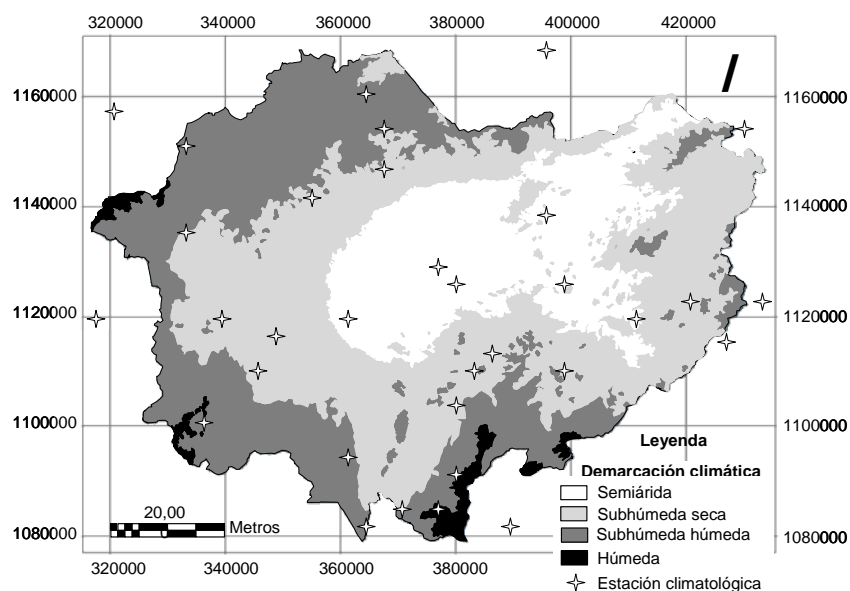 320000 340000 360000 380000 400000 420000
1160000 1160000
1140000 1140000
1120000 1120000
1100000 1100000
Leyenda
Demarcación climática
Semiárida
20,00
Subhúmeda seca
Metros
Subhúmeda húmeda
1080000 1080000
Húmeda
320000 340000 360000 380000
Estación climatológica